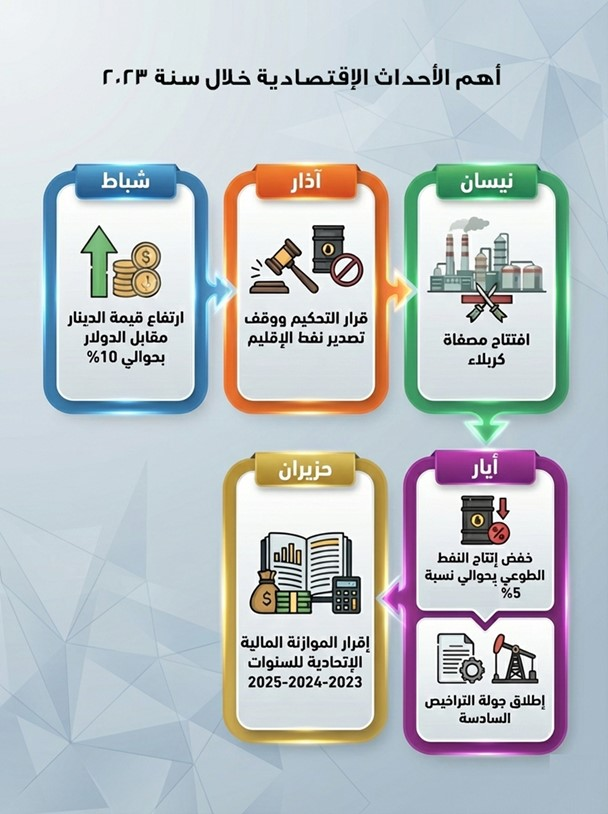 أهم الأحداث الإقتصادية خلال سنة ٢٠٢٣
شباط
ارتفاع قيمة الدينار
مقابل الدولار
بحوالي 10%
آذار
قرار التحكيم ووقف
تصدير نفط الإقليم
نيسان
افتتاح مصفاة
كربلاء
أيار
خفض إنتاج النفط
الطوعي بحوالي نسبة
5%
إطلاق جولة التراخيص
السادسة
حزيران
إقرار الموازنة المالية
الإتحادية للسنوات
2023-2024-2025